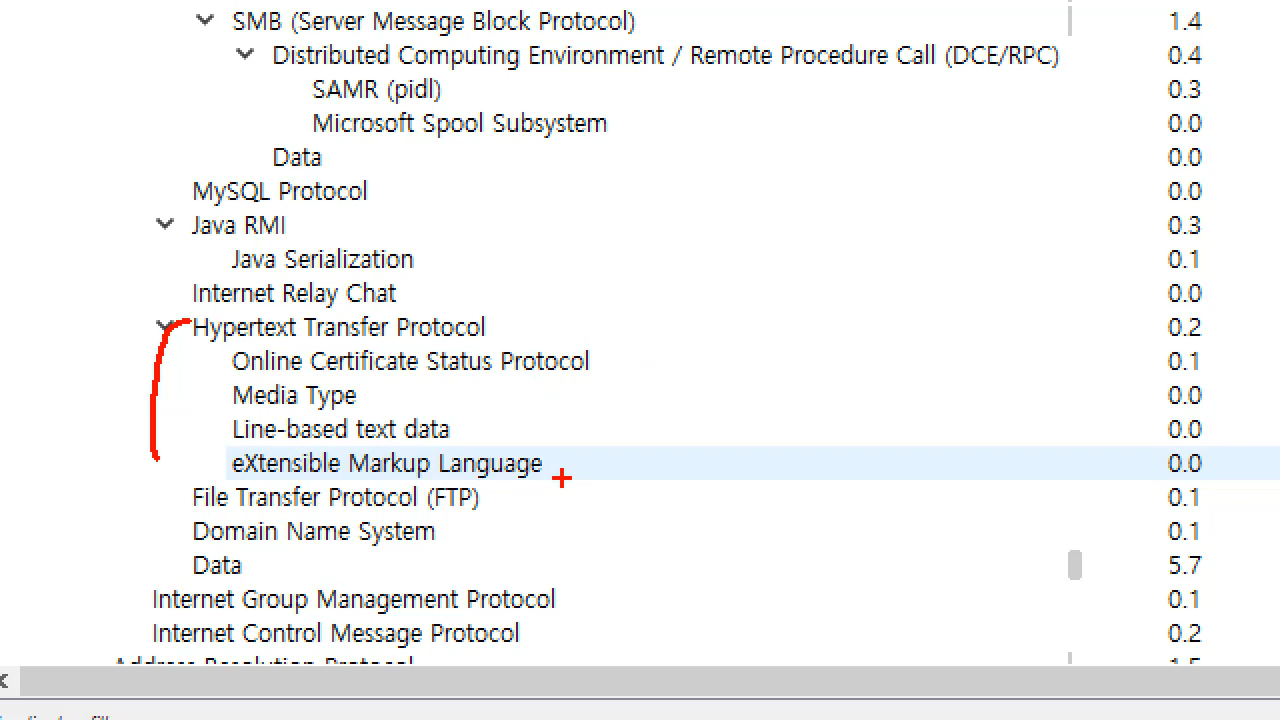 SMB (Server Message Block Protocol) 1.4
Distributed Computing Environment / Remote Procedure Call (DCE/RPC) 0.4
SAMR (pidl) 0.3
Microsoft Spool Subsystem 0.0
Data 0.0
MySQL Protocol 0.0
Java RMI 0.3
Java Serialization 0.1
Internet Relay Chat 0.0
Hypertext Transfer Protocol 0.2
Online Certificate Status Protocol 0.1
Media Type 0.0
Line-based text data 0.0
eXtensible Markup Language 0.0
File Transfer Protocol (FTP) 0.1
Domain Name System 0.1
Data 5.7
Internet Group Management Protocol 0.1
Internet Control Message Protocol 0.2
Address Resolution Protocol 1.5